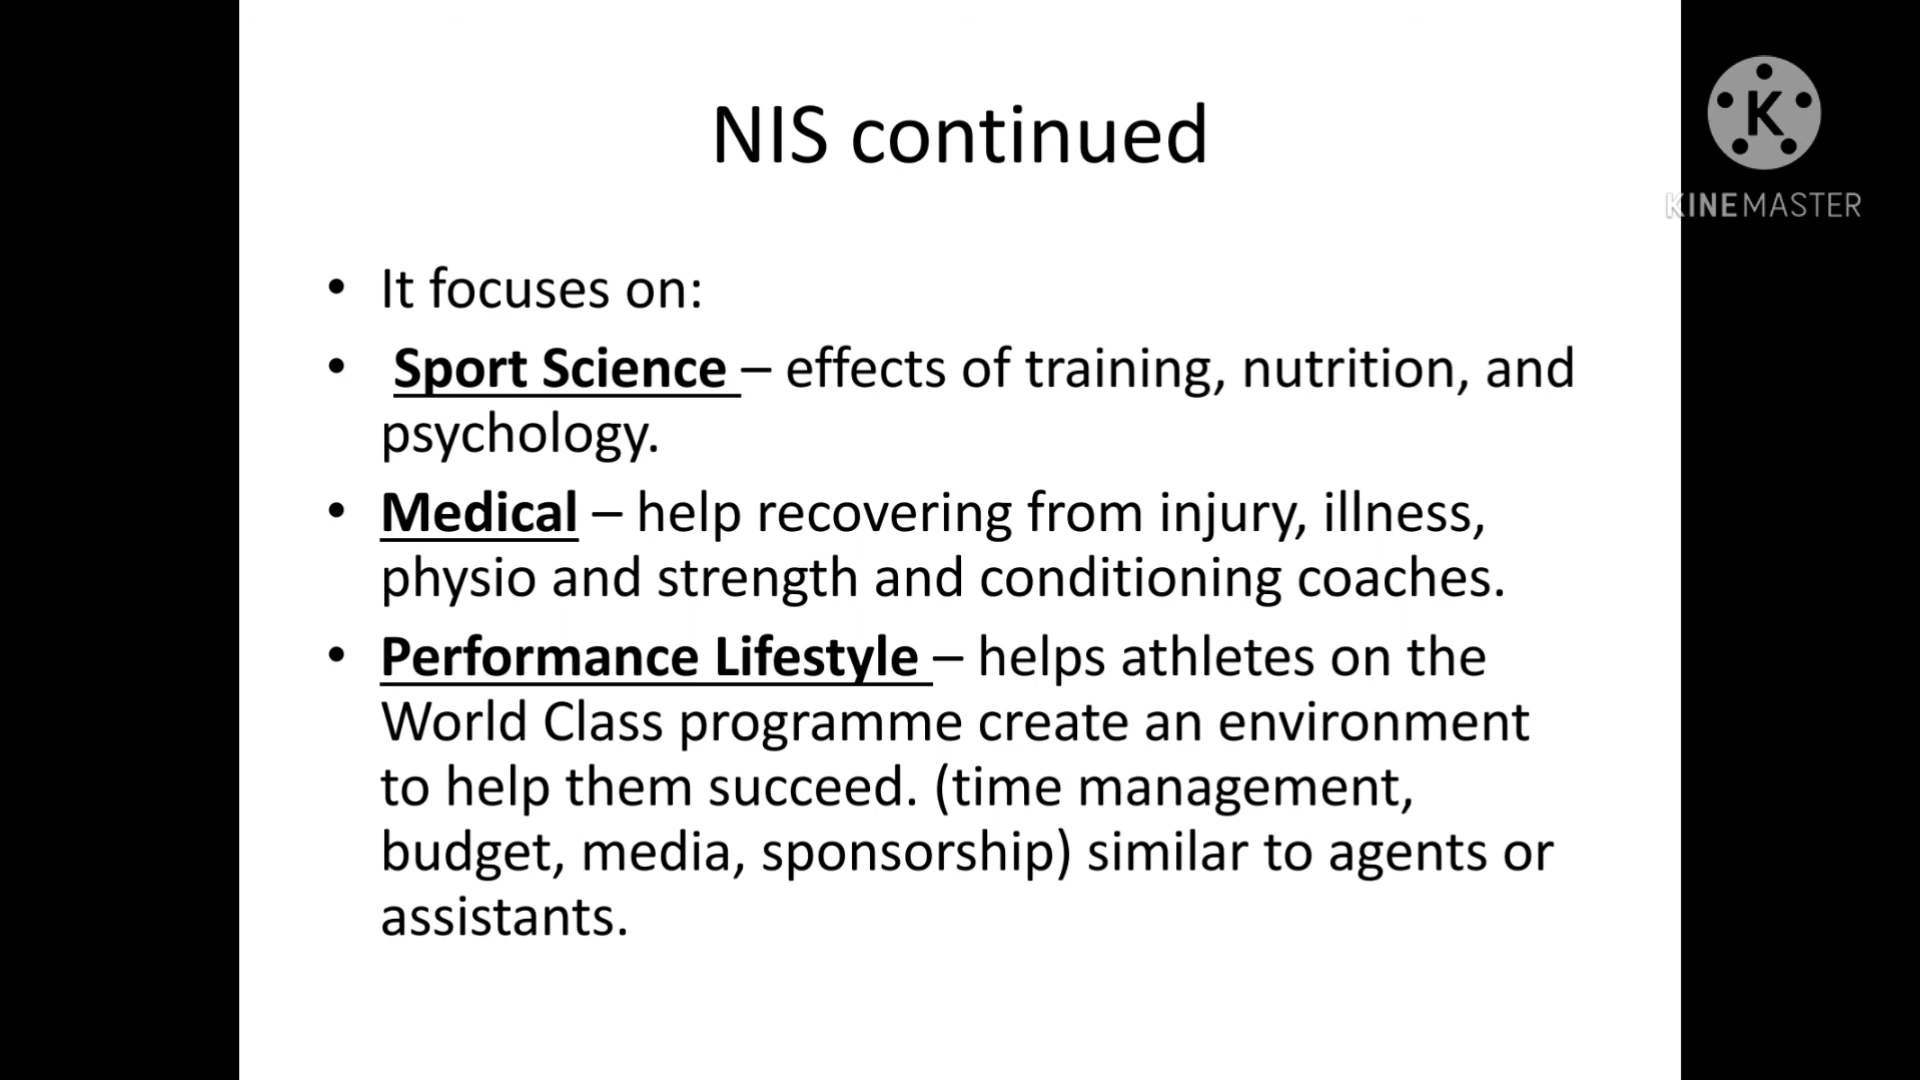 NIS continued
K
KINEMASTER
• It focuses on:
• Sport Science – effects of training, nutrition, and
psychology.
• Medical – help recovering from injury, illness,
physio and strength and conditioning coaches.
• Performance Lifestyle – helps athletes on the
World Class programme create an environment
to help them succeed. (time management,
budget, media, sponsorship) similar to agents or
assistants.